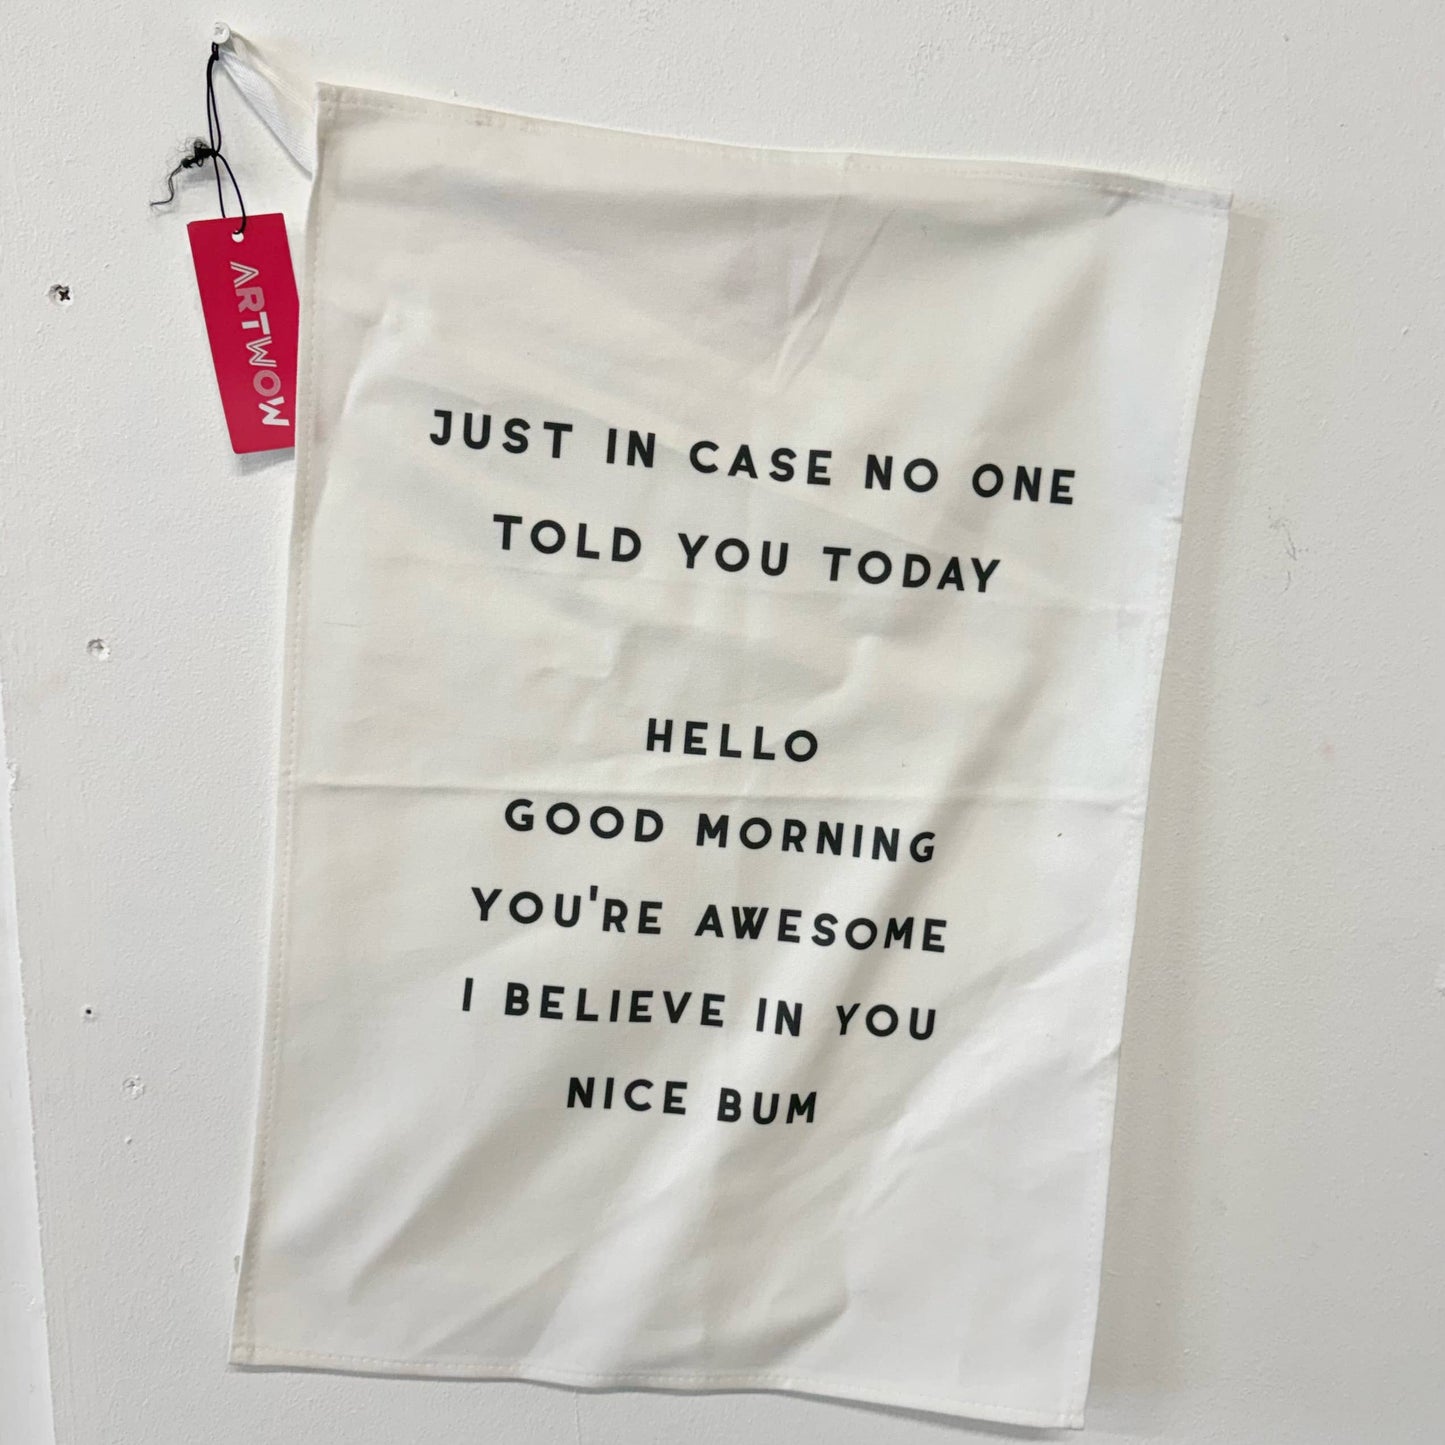 ARTWOW
JUST IN CASE NO ONE
TOLD YOU TODAY
HELLO
GOOD MORNING
YOU'RE AWESOME
I BELIEVE IN YOU
NICE BUM